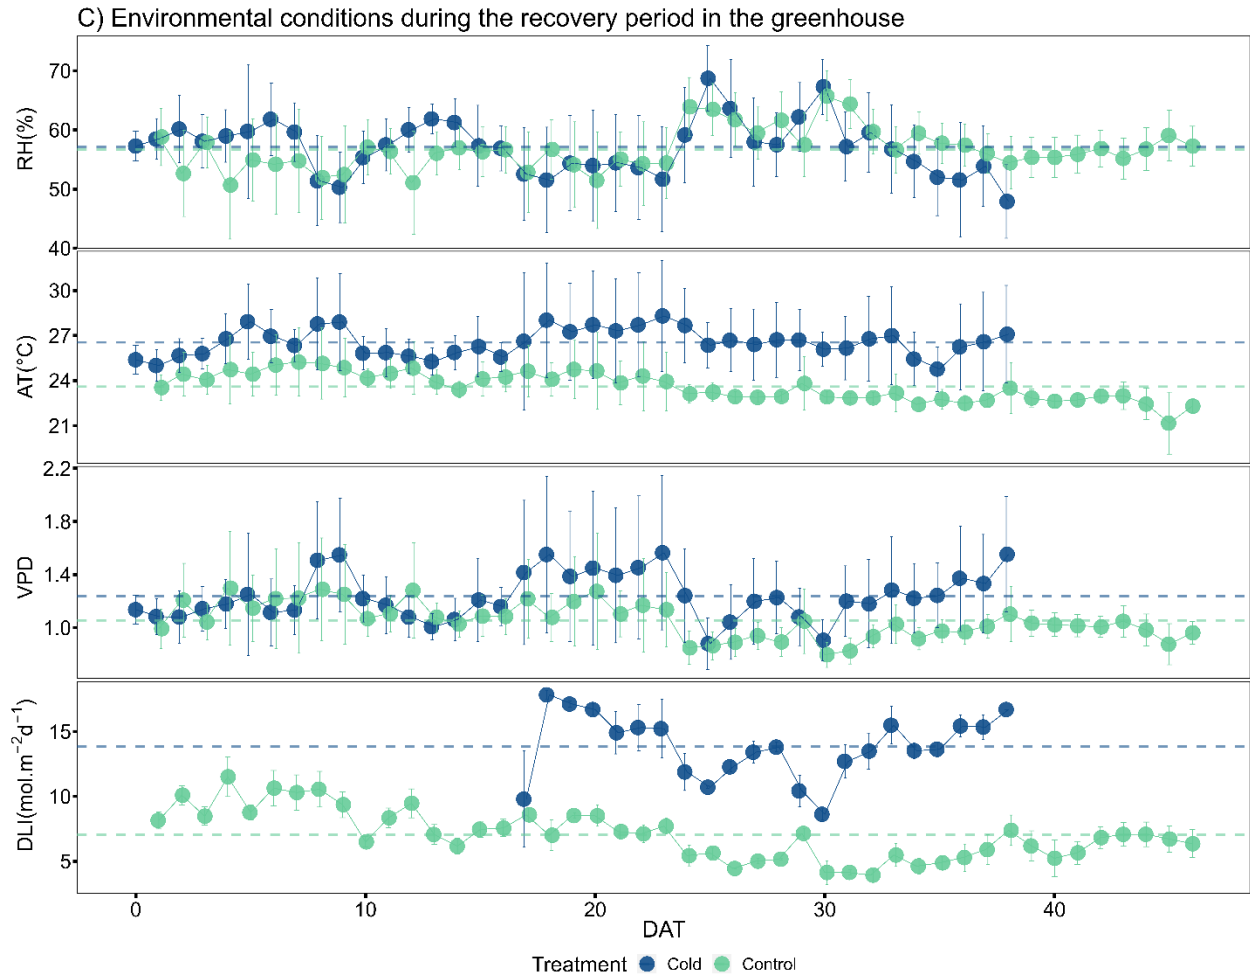 C) Environmental conditions during the recovery period in the greenhouse
RH(%)
70
60
50
40
AT(°C)
30
27
24
21
VPD
2.2
1.8
1.4
1.0
DLI(mol.m⁻²d⁻¹)
15
10
5
0 10 20 30 40
DAT
Treatment Cold Control